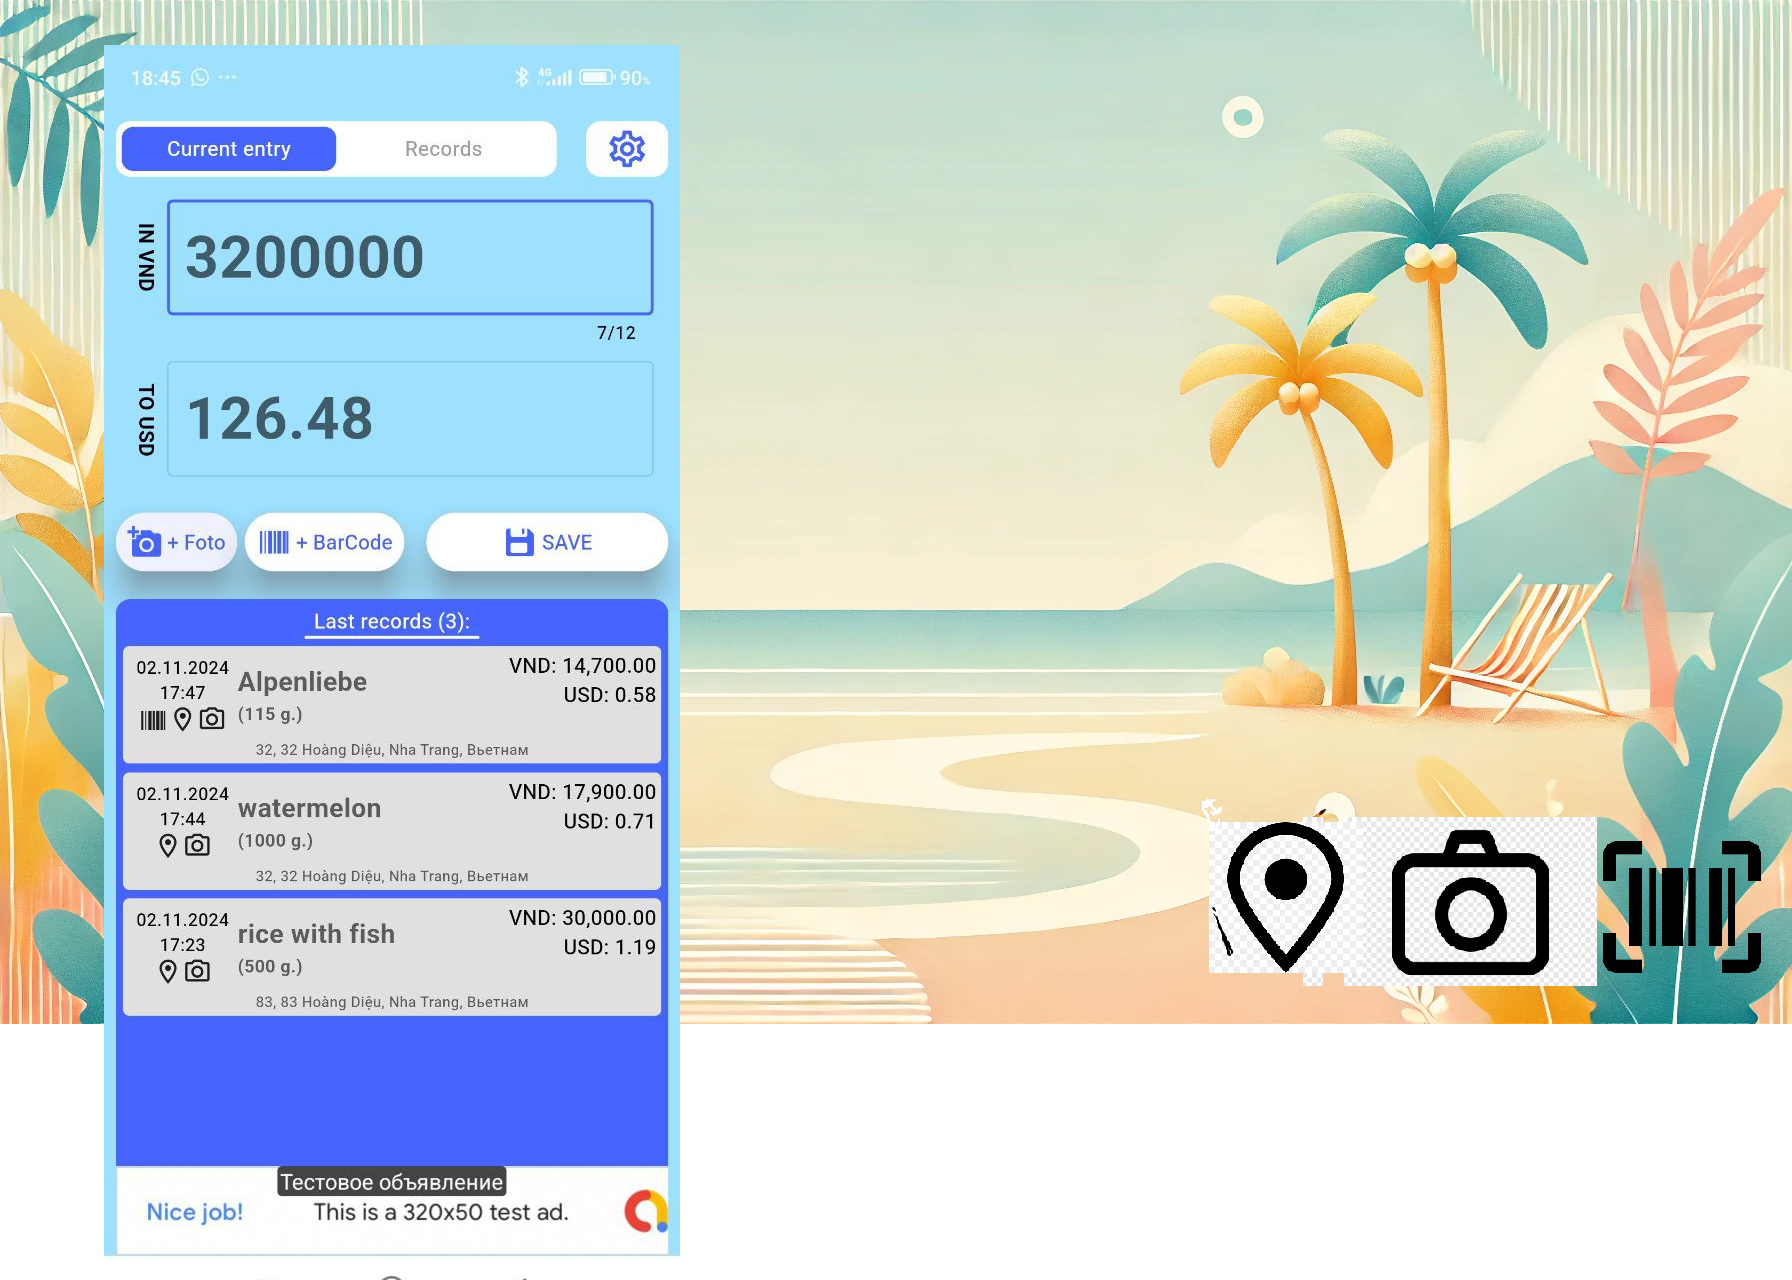 18:45 ... 4G 90%
Current entry Records
IN VND
3200000
7/12
TO USD
126.48
+ Foto + BarCode SAVE
Last records (3):
02.11.2024
17:47
Alpenliebe
(115 g.)
VND: 14,700.00
USD: 0.58
32, 32 Hoàng Diệu, Nha Trang, Вьетнам
02.11.2024
17:44
watermelon
(1000 g.)
VND: 17,900.00
USD: 0.71
32, 32 Hoàng Diệu, Nha Trang, Вьетнам
02.11.2024
17:23
rice with fish
(500 g.)
VND: 30,000.00
USD: 1.19
83, 83 Hoàng Diệu, Nha Trang, Вьетнам
Тестовое объявление
Nice job! This is a 320x50 test ad.